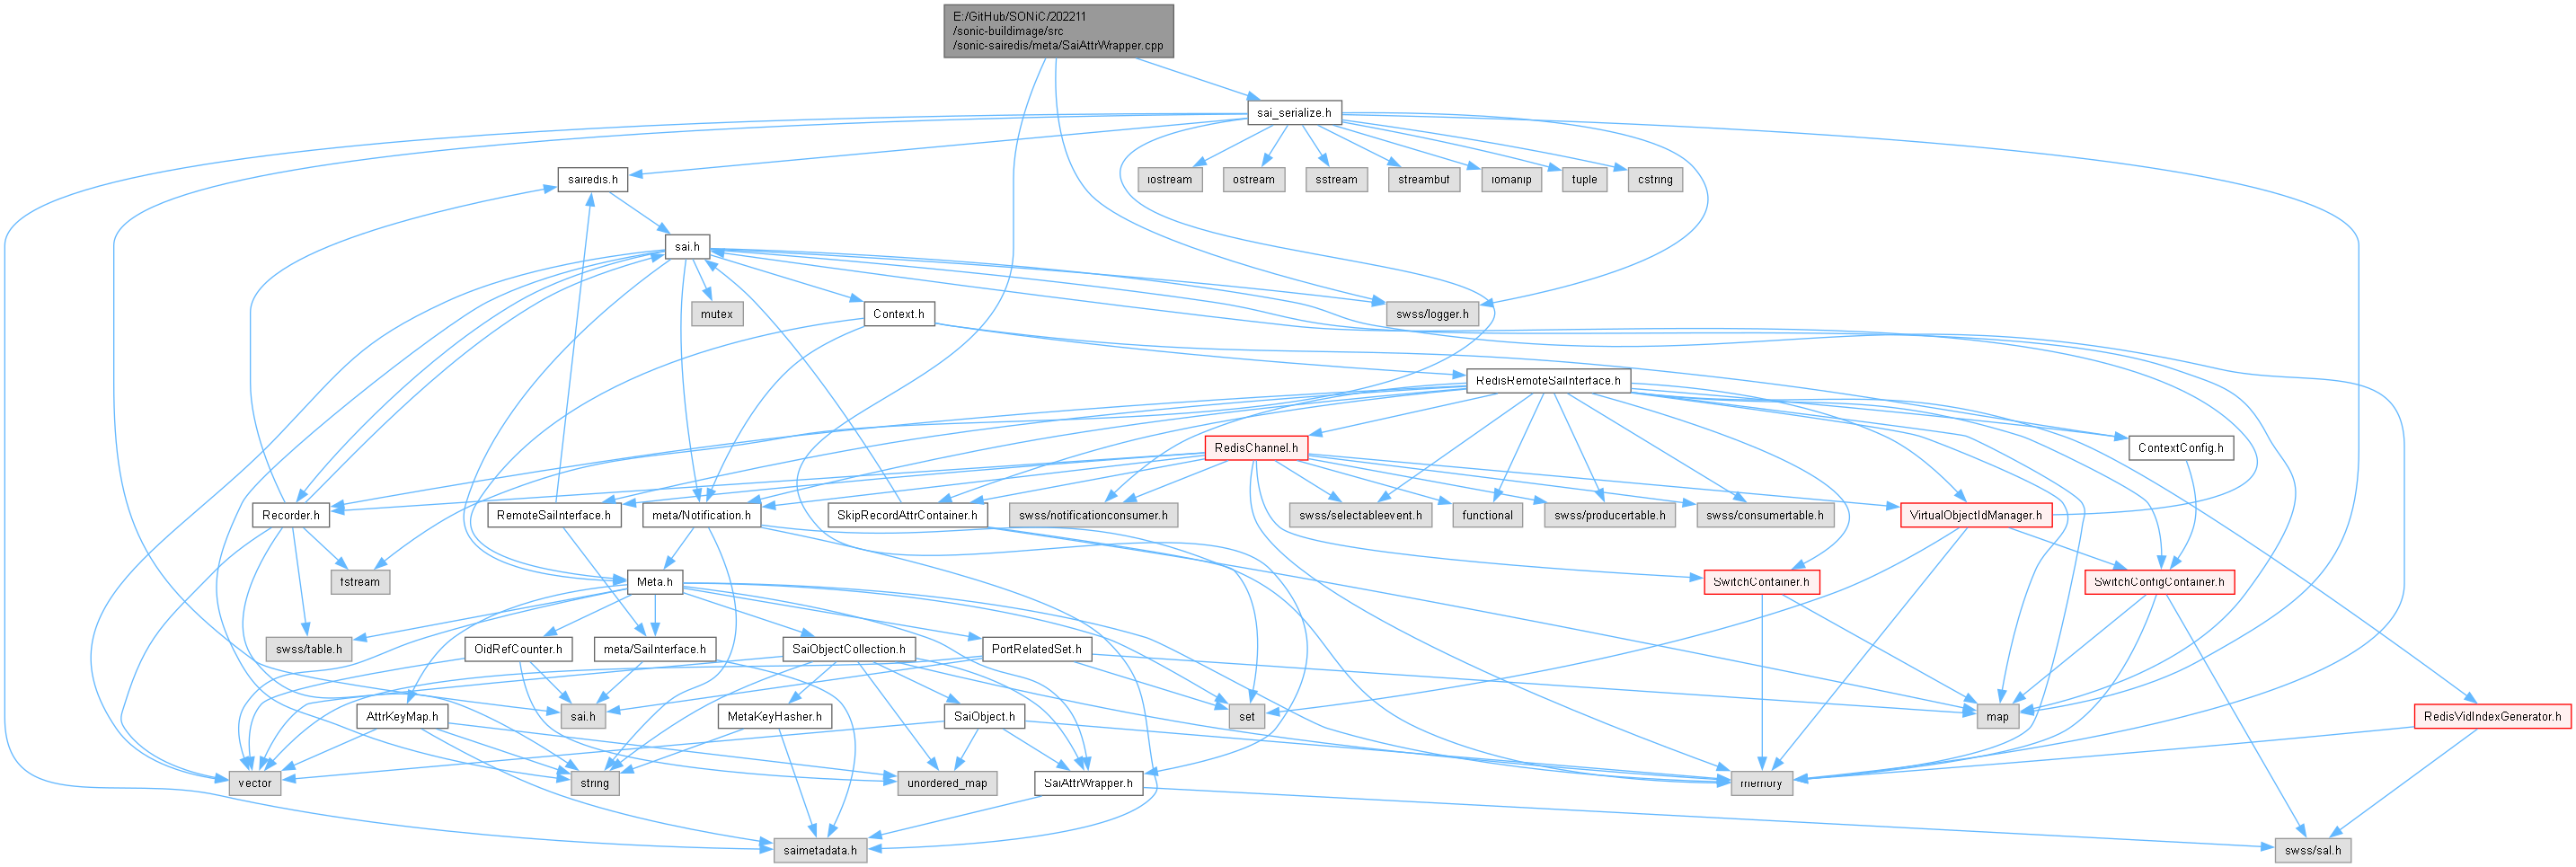 E:/GitHub/SONiC/202211
/sonic-buildimage/src
/sonic-sairedis/meta/SaiAttrWrapper.cpp
sai_serialize.h
sairedis.h
iostream
ostream
sstream
streambuf
iomanip
tuple
cstring
sai.h
mutex
Context.h
swss/logger.h
RedisRemoteSaiInterface.h
RedisChannel.h
ContextConfig.h
Recorder.h
RemoteSaiInterface.h
meta/Notification.h
SkipRecordAttrContainer.h
swss/notificationconsumer.h
swss/selectableevent.h
functional
swss/producertable.h
swss/consumertable.h
VirtualObjectIdManager.h
fstream
Meta.h
SwitchContainer.h
SwitchConfigContainer.h
swss/table.h
OidRefCounter.h
meta/SaiInterface.h
SaiObjectCollection.h
PortRelatedSet.h
AttrKeyMap.h
sai.h
MetaKeyHasher.h
SaiObject.h
set
map
RedisVidIndexGenerator.h
vector
string
unordered_map
SaiAttrWrapper.h
memory
saimetadata.h
swss/sal.h